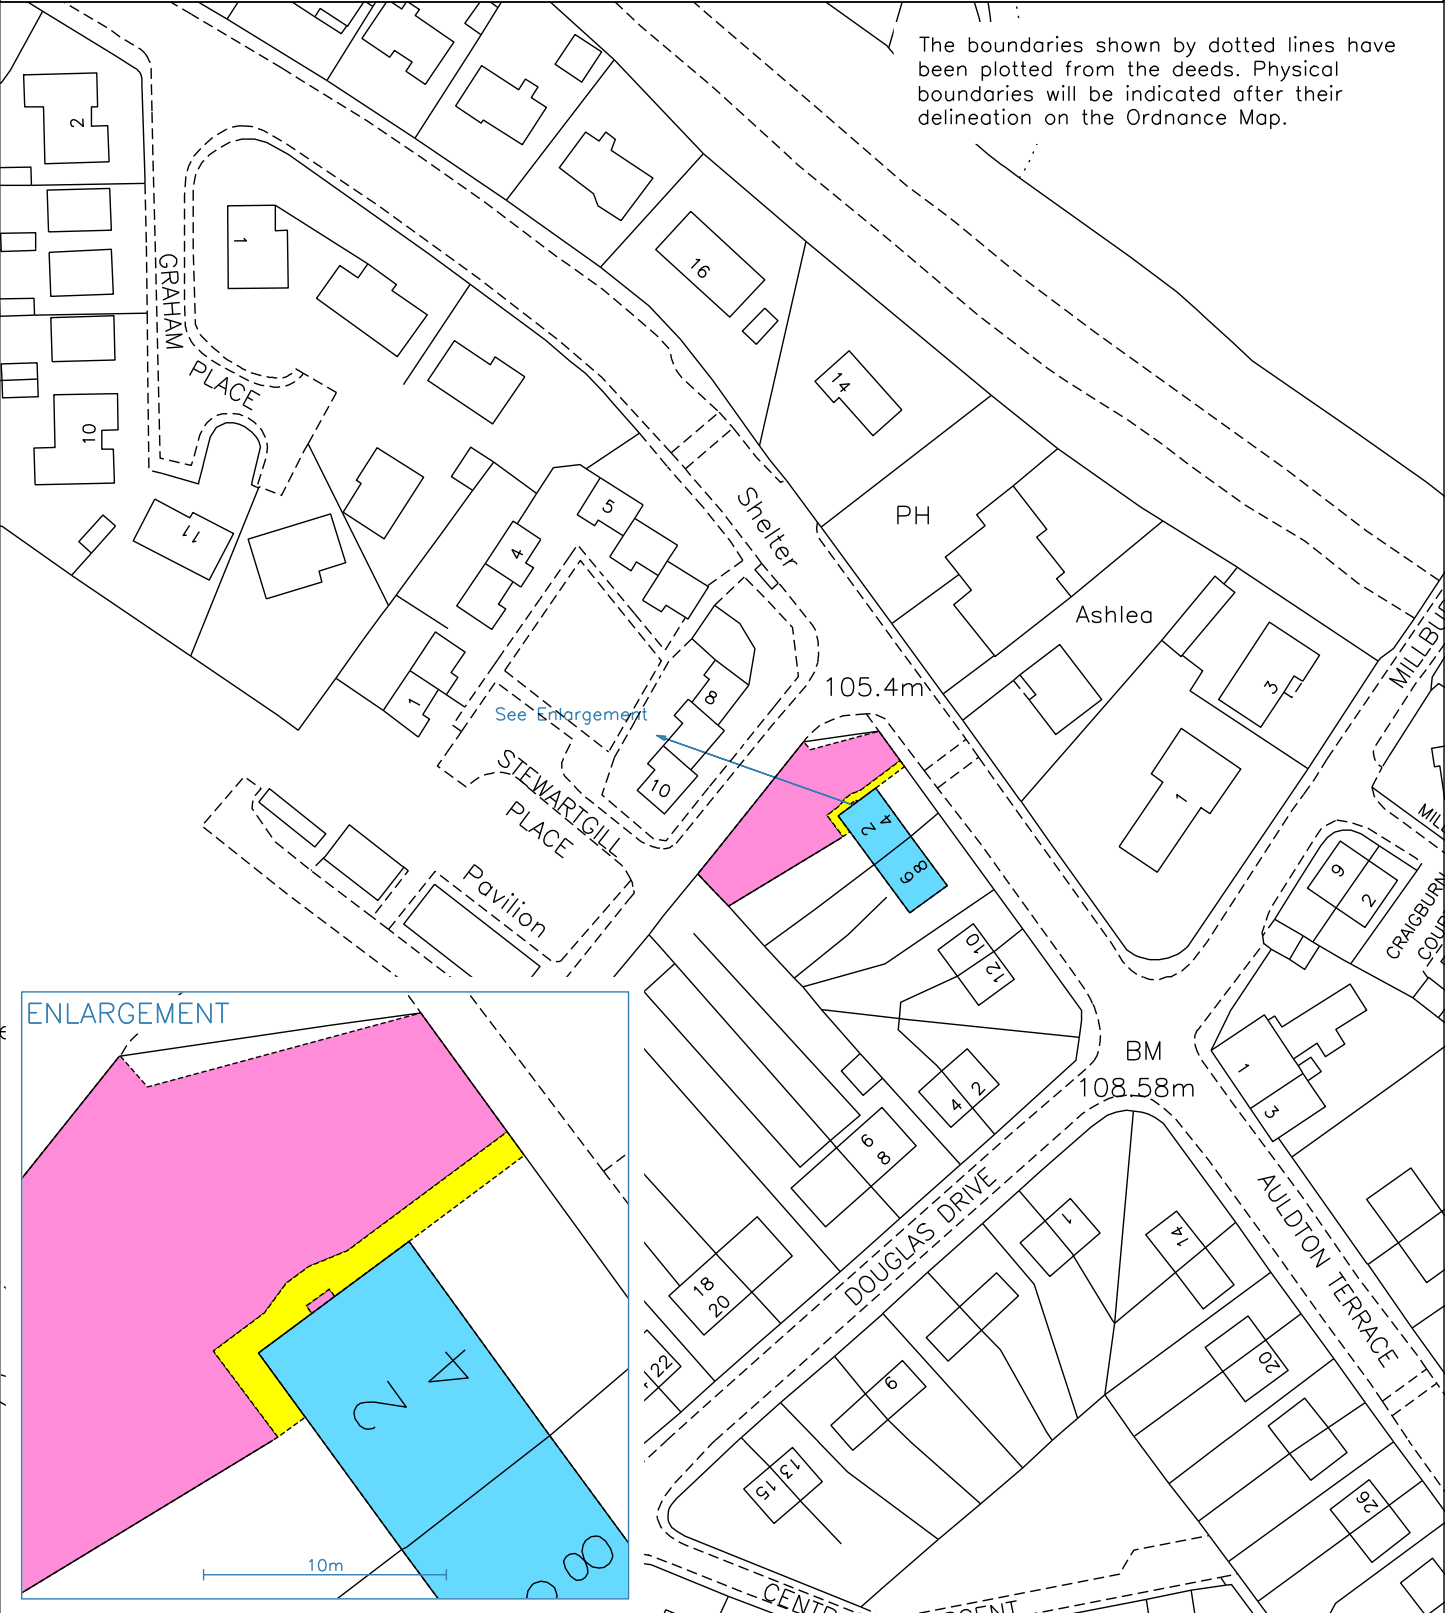 The boundaries shown by dotted lines have
been plotted from the deeds. Physical
boundaries will be indicated after their
delineation on the Ordnance Map.
2
1
GRAHAM
PLACE
10
11
16
14
5
4
1
8
10
Shelter
PH
Ashlea
3
1
105.4m
See Enlargement
STEWARTGILL
PLACE
Pavilion
2
4
6
8
9
2
CRAIGBURN
10
12
BM
108.58m
4
2
6
8
1
3
DOUGLAS DRIVE
AULDTON TERRACE
18
20
22
1
14
9
20
13
15
26
ENLARGEMENT
2
4
8
10m